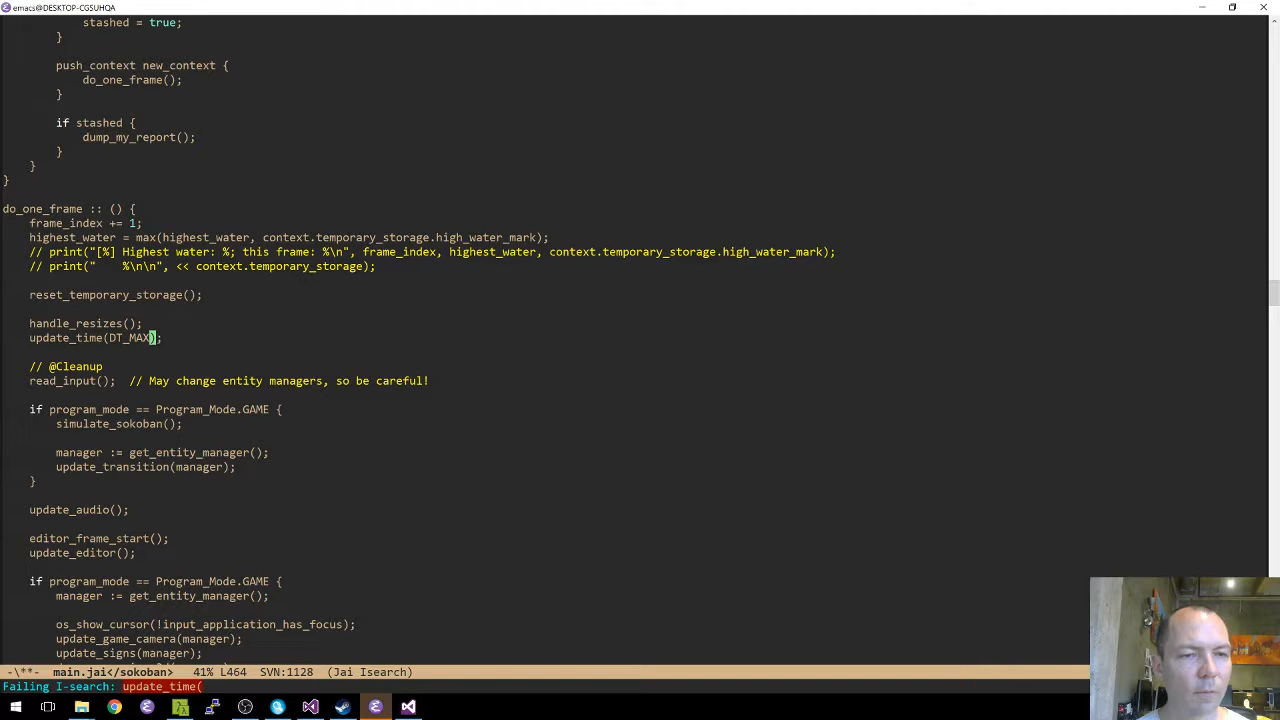 emacs@DESKTOP-CGSUHQA
stashed = true;
}
push_context new_context {
do_one_frame();
}
if stashed {
dump_my_report();
}
}
}
do_one_frame :: () {
frame_index += 1;
highest_water = max(highest_water, context.temporary_storage.high_water_mark);
// print("[%] Highest water: %; this frame: %\n", frame_index, highest_water, context.temporary_storage.high_water_mark);
// print("     %\n\n", << context.temporary_storage);
reset_temporary_storage();
handle_resizes();
update_time(DT_MAX);
// @Cleanup
read_input();  // May change entity managers, so be careful!
if program_mode == Program_Mode.GAME {
simulate_sokoban();
manager := get_entity_manager();
update_transition(manager);
}
update_audio();
editor_frame_start();
update_editor();
if program_mode == Program_Mode.GAME {
manager := get_entity_manager();
os_show_cursor(!input_application_has_focus);
update_game_camera(manager);
update_signs(manager);
-\**-  main.jai</sokoban>   41% L464   SVN:1128  (Jai Isearch)
Failing I-search: update_time(